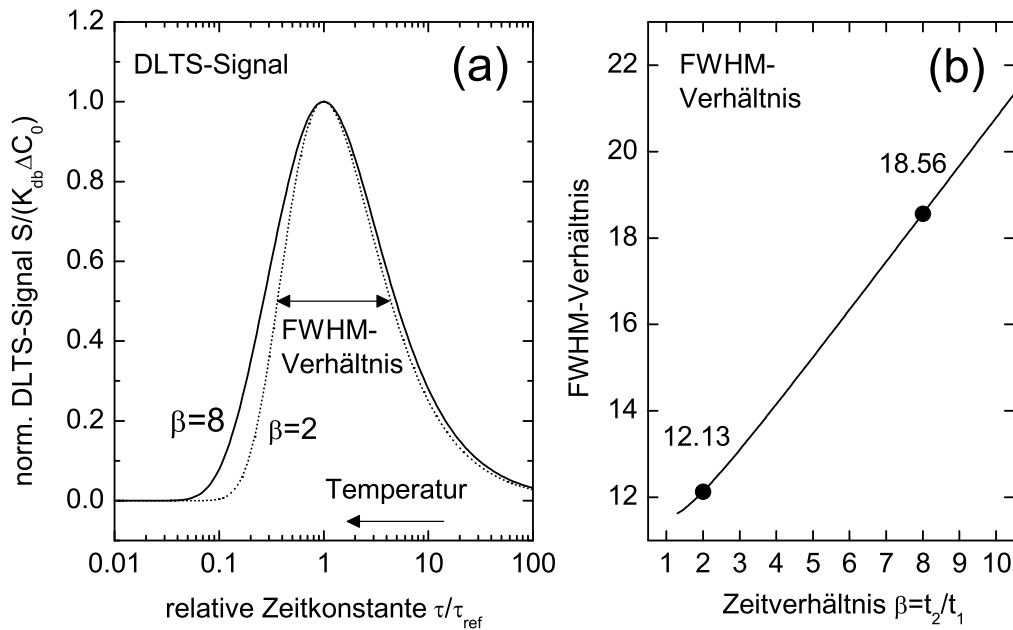 (a)
DLTS-Signal
norm. DLTS-Signal S/(K_db ΔC_0)
1.2
1.0
0.8
0.6
0.4
0.2
0.0
FWHM-
Verhältnis
β=8
β=2
Temperatur
0.01
0.1
1
10
100
relative Zeitkonstante τ/τ_ref
(b)
FWHM-
Verhältnis
FWHM-Verhältnis
22
20
18
16
14
12
18.56
12.13
1 2 3 4 5 6 7 8 9 10
Zeitverhältnis β=t_2/t_1